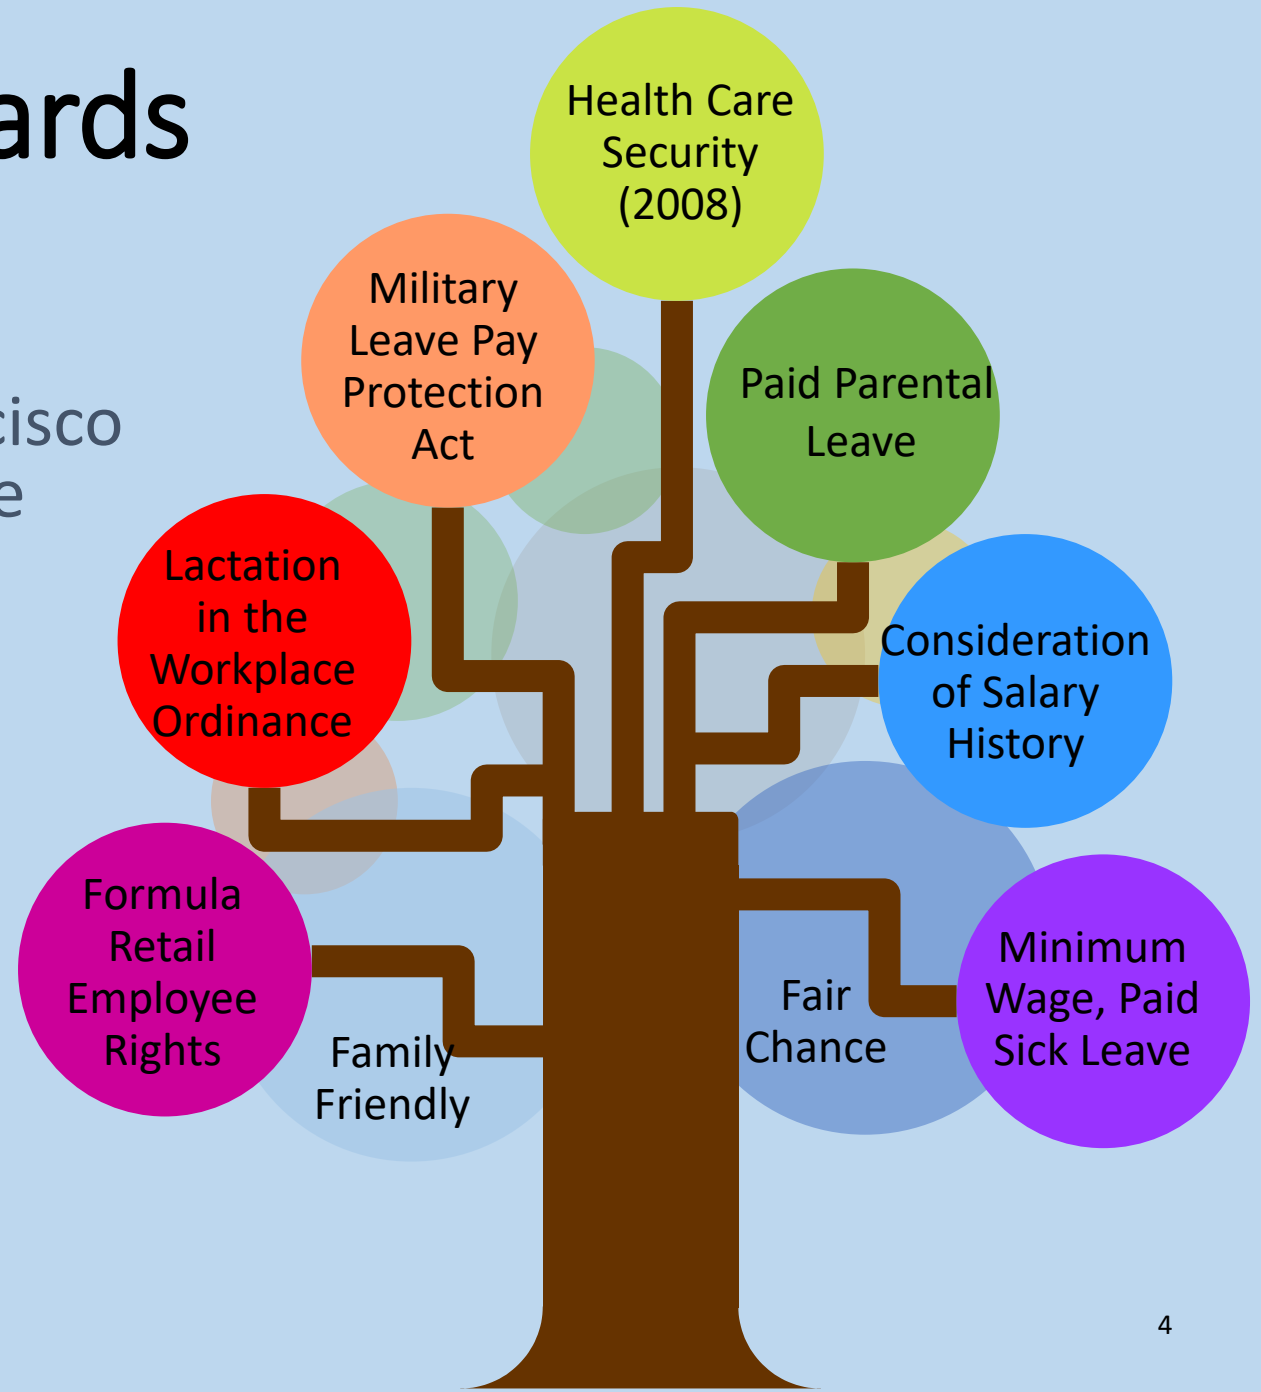 ards
cisco
e
Health Care
Security
(2008)
Military
Leave Pay
Protection
Act
Paid Parental
Leave
Lactation
in the
Workplace
Ordinance
Consideration
of Salary
History
Formula
Retail
Employee
Rights
Family
Friendly
Fair
Chance
Minimum
Wage, Paid
Sick Leave
4